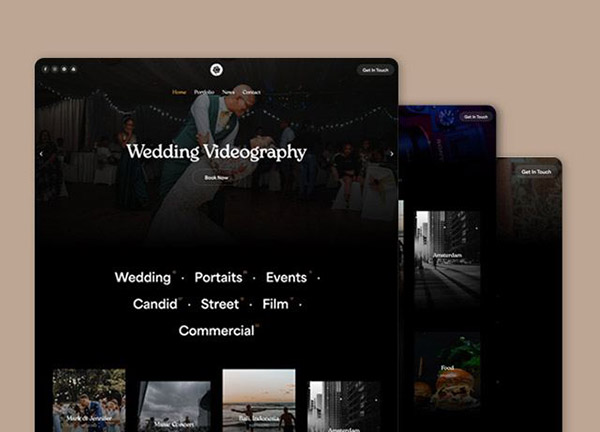 Get In Touch
Home Portfolio News Contact
Wedding Videography
Book Now
Wedding · Portaits · Events ·
Candid · Street · Film ·
Commercial
Mark & Jennifer
Music Concert
Bali, Indonesia
Amsterdam
Get In Touch
Amsterdam
Food
Get In Touch